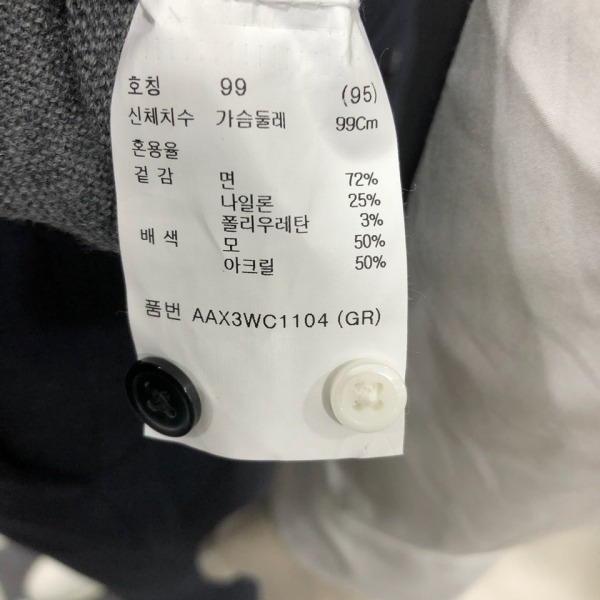 호칭 99 (95)
신체치수 가슴둘레 99Cm
혼용율
겉감 면 72%
나일론 25%
폴리우레탄 3%
배색 모 50%
아크릴 50%
품번 AAX3WC1104 (GR)